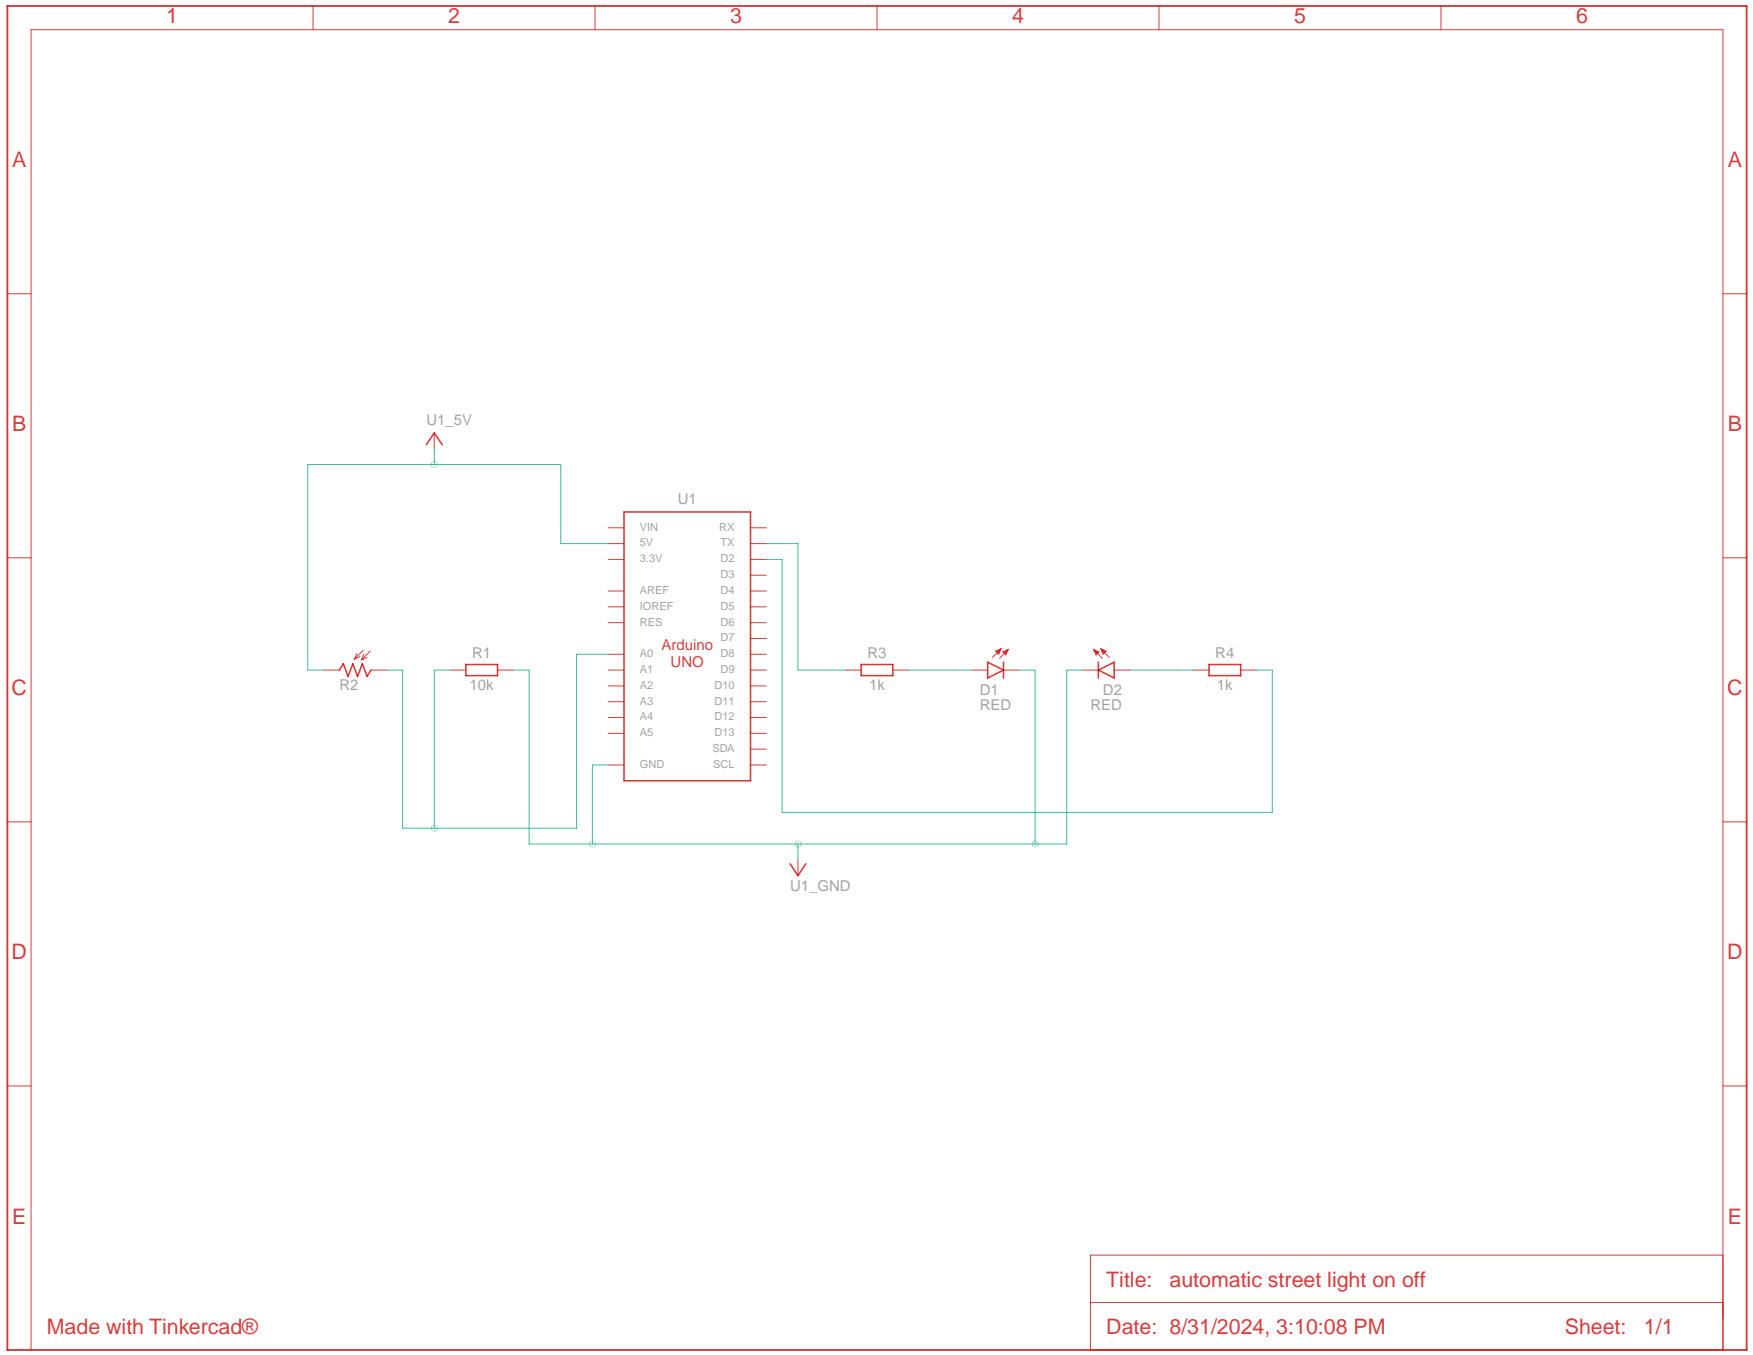 1 2 3 4 5 6
A A
B B
U1_5V
U1
VIN RX
5V TX
3.3V D2
D3
AREF D4
IOREF D5
RES D6
D7
Arduino
UNO
A0 D8
A1 D9
A2 D10
A3 D11
A4 D12
A5 D13
SDA
GND SCL
R1
R3
R4
C C
R2
10k
1k
1k
D1
RED
D2
RED
U1_GND
D D
E E
Title: automatic street light on off
Made with Tinkercad®
Date: 8/31/2024, 3:10:08 PM
Sheet: 1/1